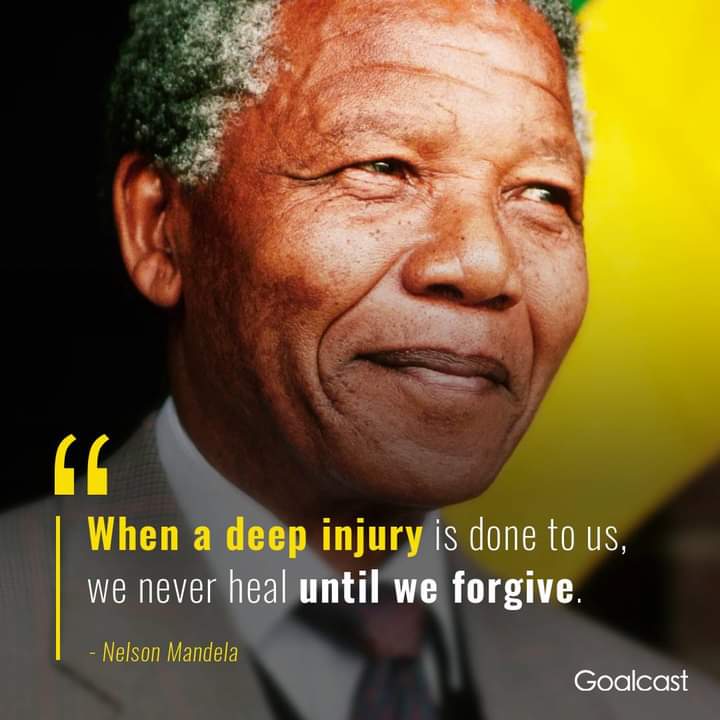 “
When a deep injury is done to us,
we never heal until we forgive.
- Nelson Mandela
Goalcast